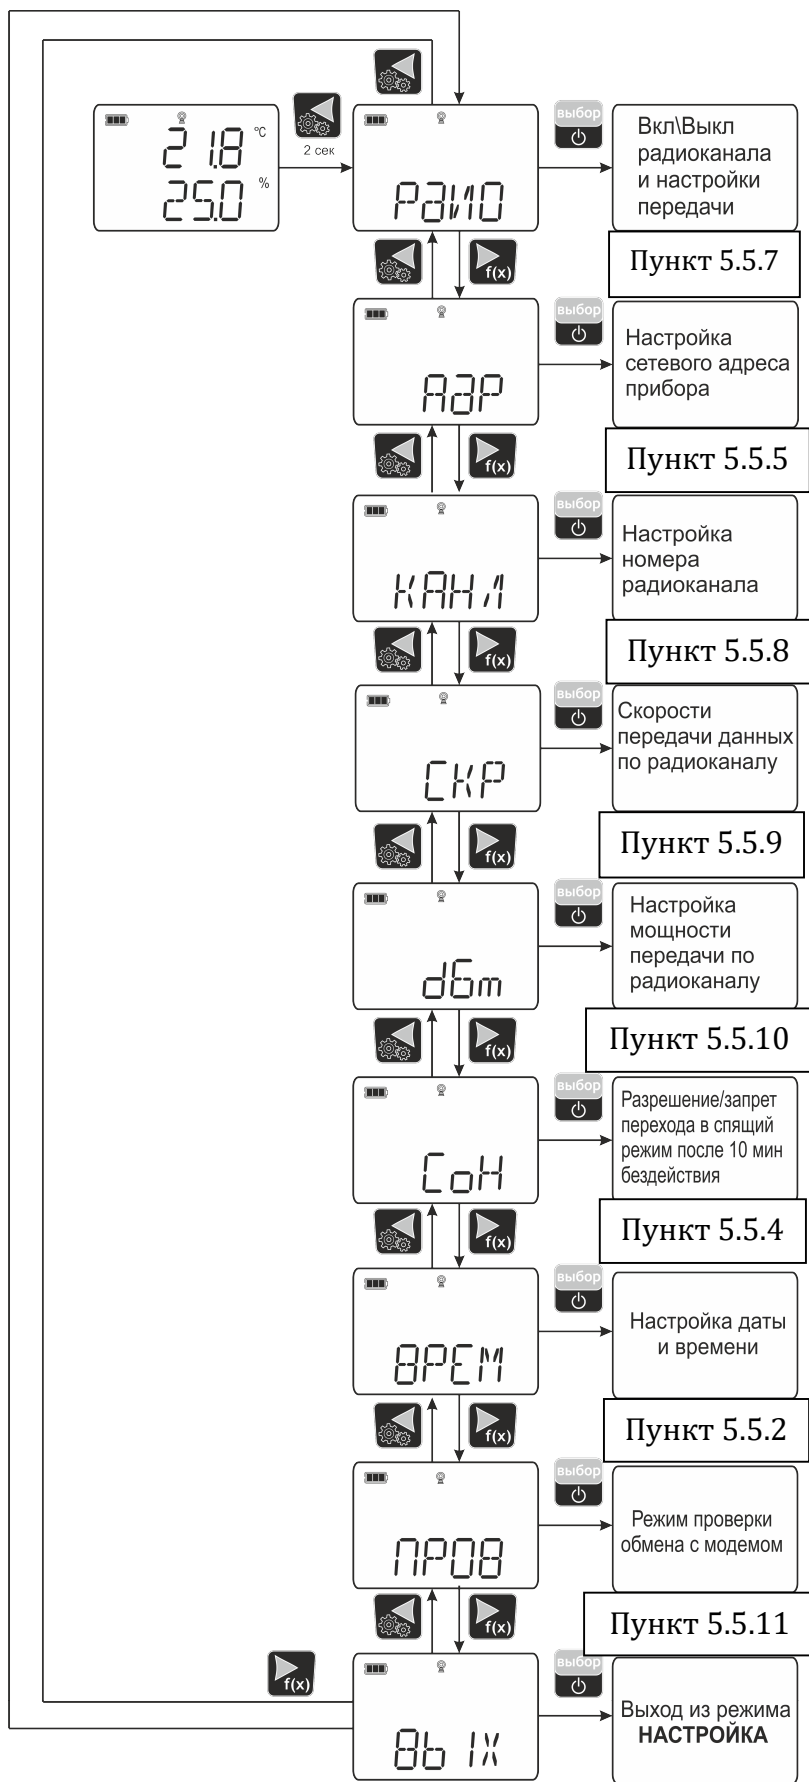 21.8 °C
25.0 %
2 сек
РАДИО
выбор
Вкл\Выкл
радиоканала
и настройки
передачи
Пункт 5.5.7
f(x)
АДР
выбор
Настройка
сетевого адреса
прибора
Пункт 5.5.5
f(x)
КАНЛ
выбор
Настройка
номера
радиоканала
Пункт 5.5.8
f(x)
СКР
выбор
Скорости
передачи данных
по радиоканалу
Пункт 5.5.9
f(x)
dБm
выбор
Настройка
мощности
передачи по
радиоканалу
Пункт 5.5.10
f(x)
СоН
выбор
Разрешение/запрет
перехода в спящий
режим после 10 мин
бездействия
Пункт 5.5.4
f(x)
ВРЕМ
выбор
Настройка даты
и времени
Пункт 5.5.2
f(x)
ПРОВ
выбор
Режим проверки
обмена с модемом
Пункт 5.5.11
f(x)
f(x)
ВЫХ
выбор
Выход из режима
НАСТРОЙКА